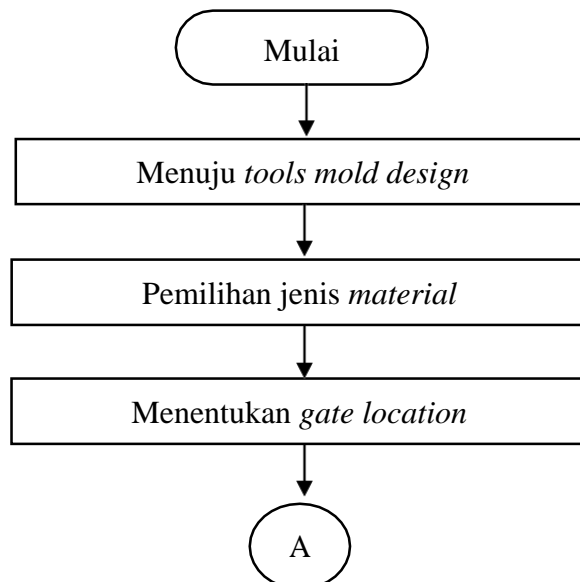 Mulai
Menuju tools mold design
Pemilihan jenis material
Menentukan gate location
A